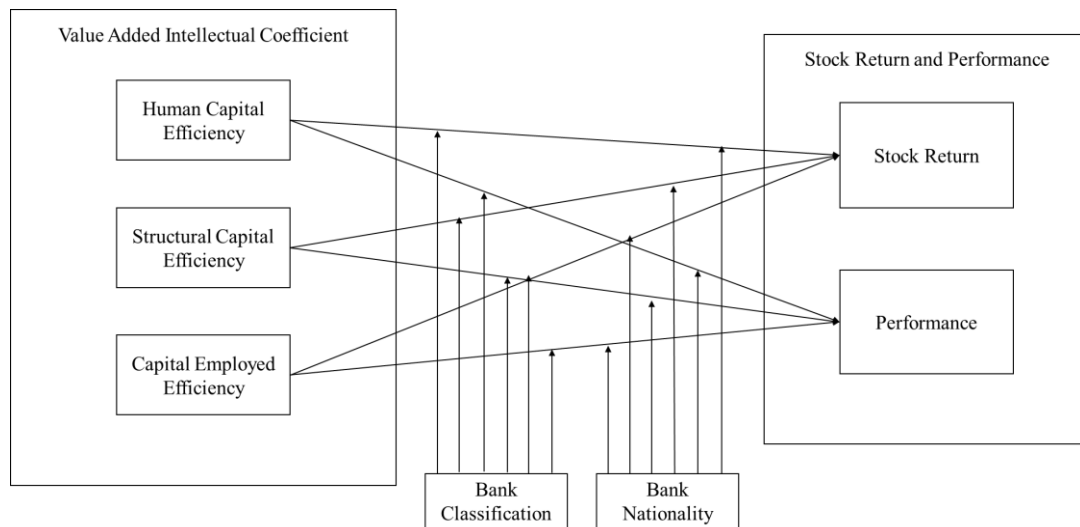 Value Added Intellectual Coefficient
Human Capital
Efficiency
Structural Capital
Efficiency
Capital Employed
Efficiency
Stock Return and Performance
Stock Return
Performance
Bank
Classification
Bank
Nationality